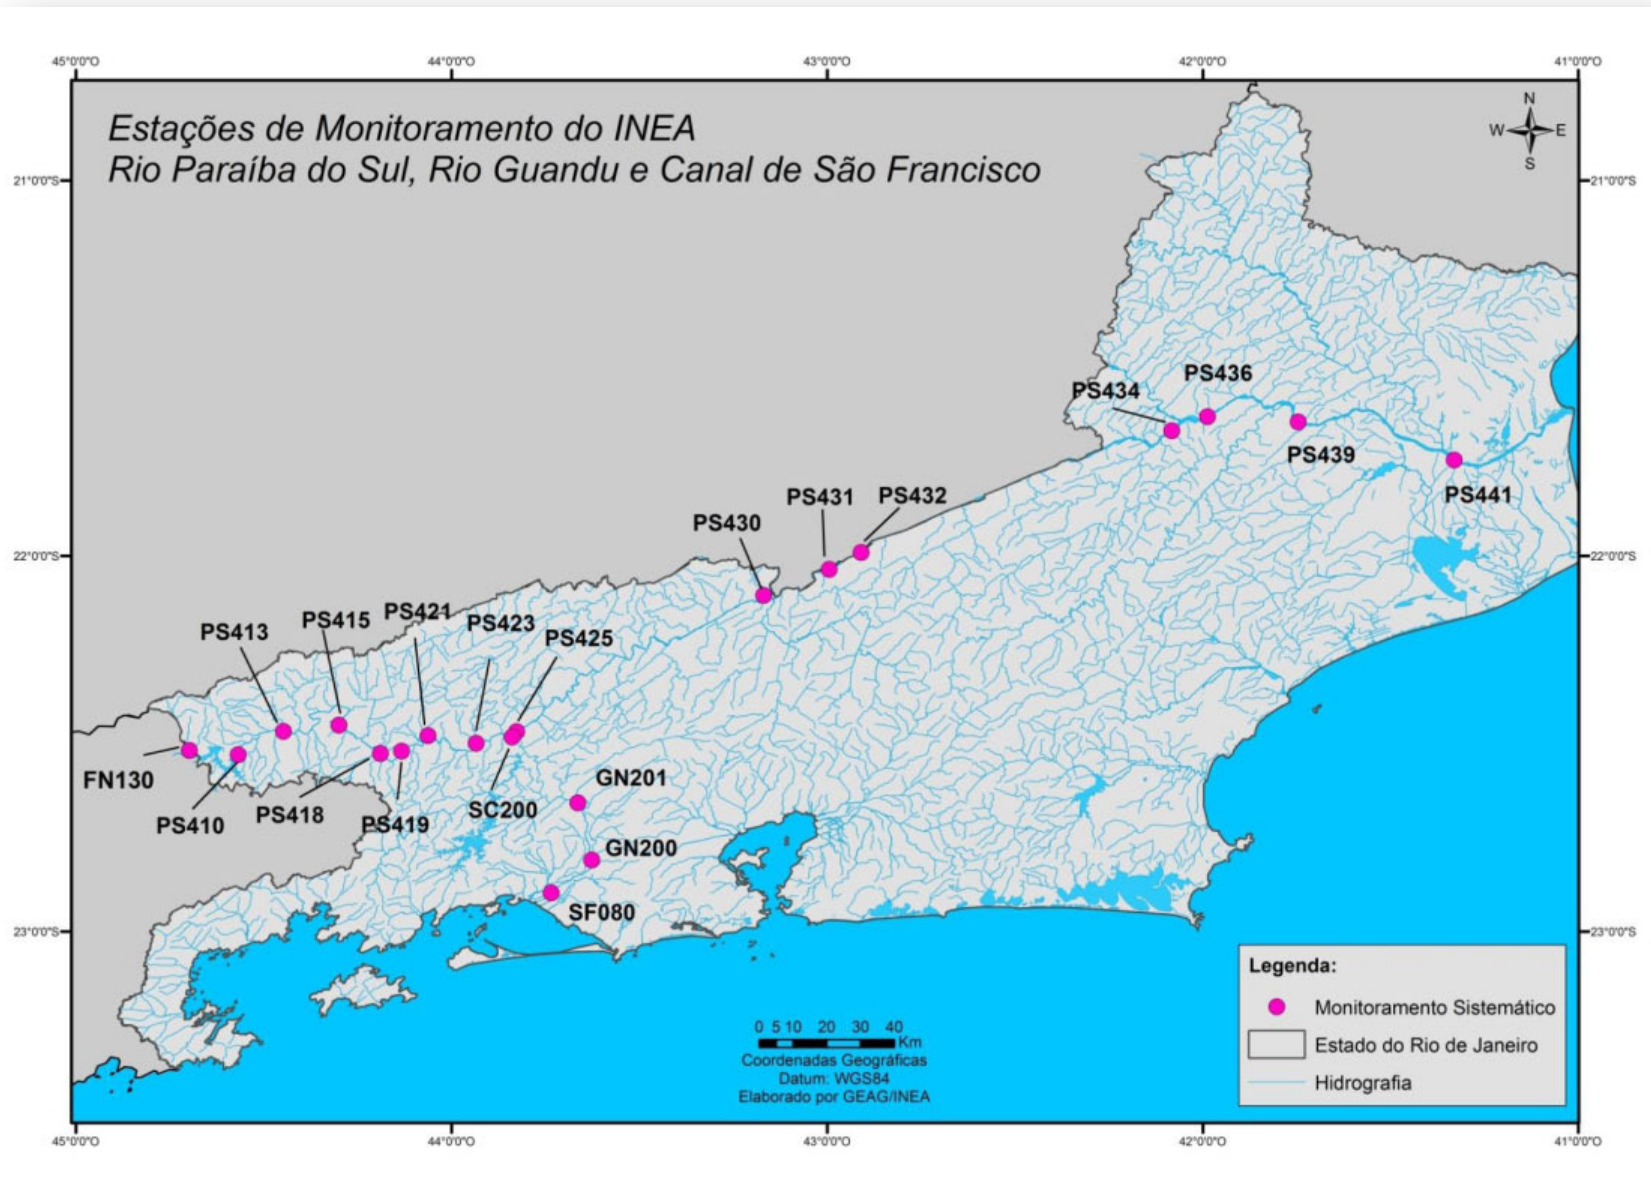 45°0'0"O 44°0'0"O 43°0'0"O 42°0'0"O 41°0'0"O
Estações de Monitoramento do INEA
Rio Paraíba do Sul, Rio Guandu e Canal de São Francisco
N
W E
S
21°0'0"S 21°0'0"S
PS436
PS434
PS439
PS441
PS431 PS432
PS430
22°0'0"S 22°0'0"S
PS421
PS415 PS423
PS413 PS425
FN130 GN201
PS410 PS418 PS419 SC200
GN200
SF080
23°0'0"S 23°0'0"S
Legenda:
Monitoramento Sistemático
Estado do Rio de Janeiro
Hidrografia
0 5 10 20 30 40
Km
Coordenadas Geográficas
Datum: WGS84
Elaborado por GEAG/INEA
45°0'0"O 44°0'0"O 43°0'0"O 42°0'0"O 41°0'0"O